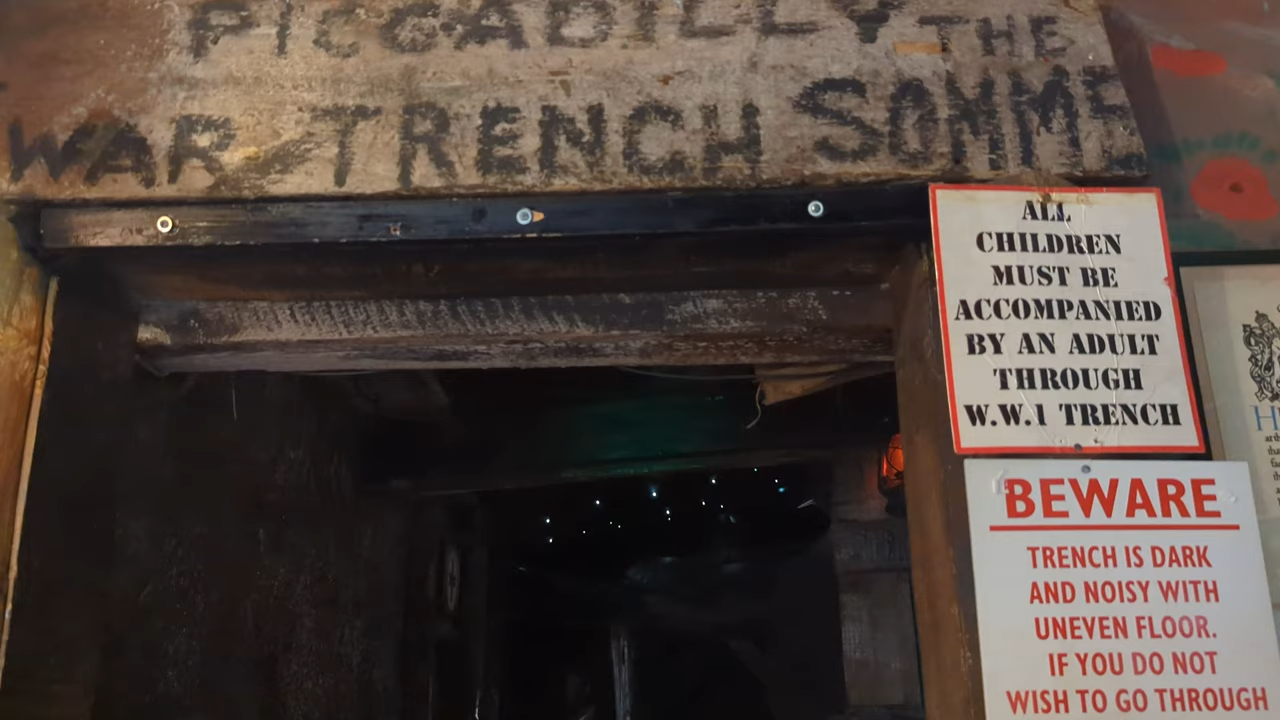 PICCADILLY THE
WAR TRENCH SOMME
ALL
CHILDREN
MUST BE
ACCOMPANIED
BY AN ADULT
THROUGH
W.W.1 TRENCH
BEWARE
TRENCH IS DARK
AND NOISY WITH
UNEVEN FLOOR.
IF YOU DO NOT
WISH TO GO THROUGH